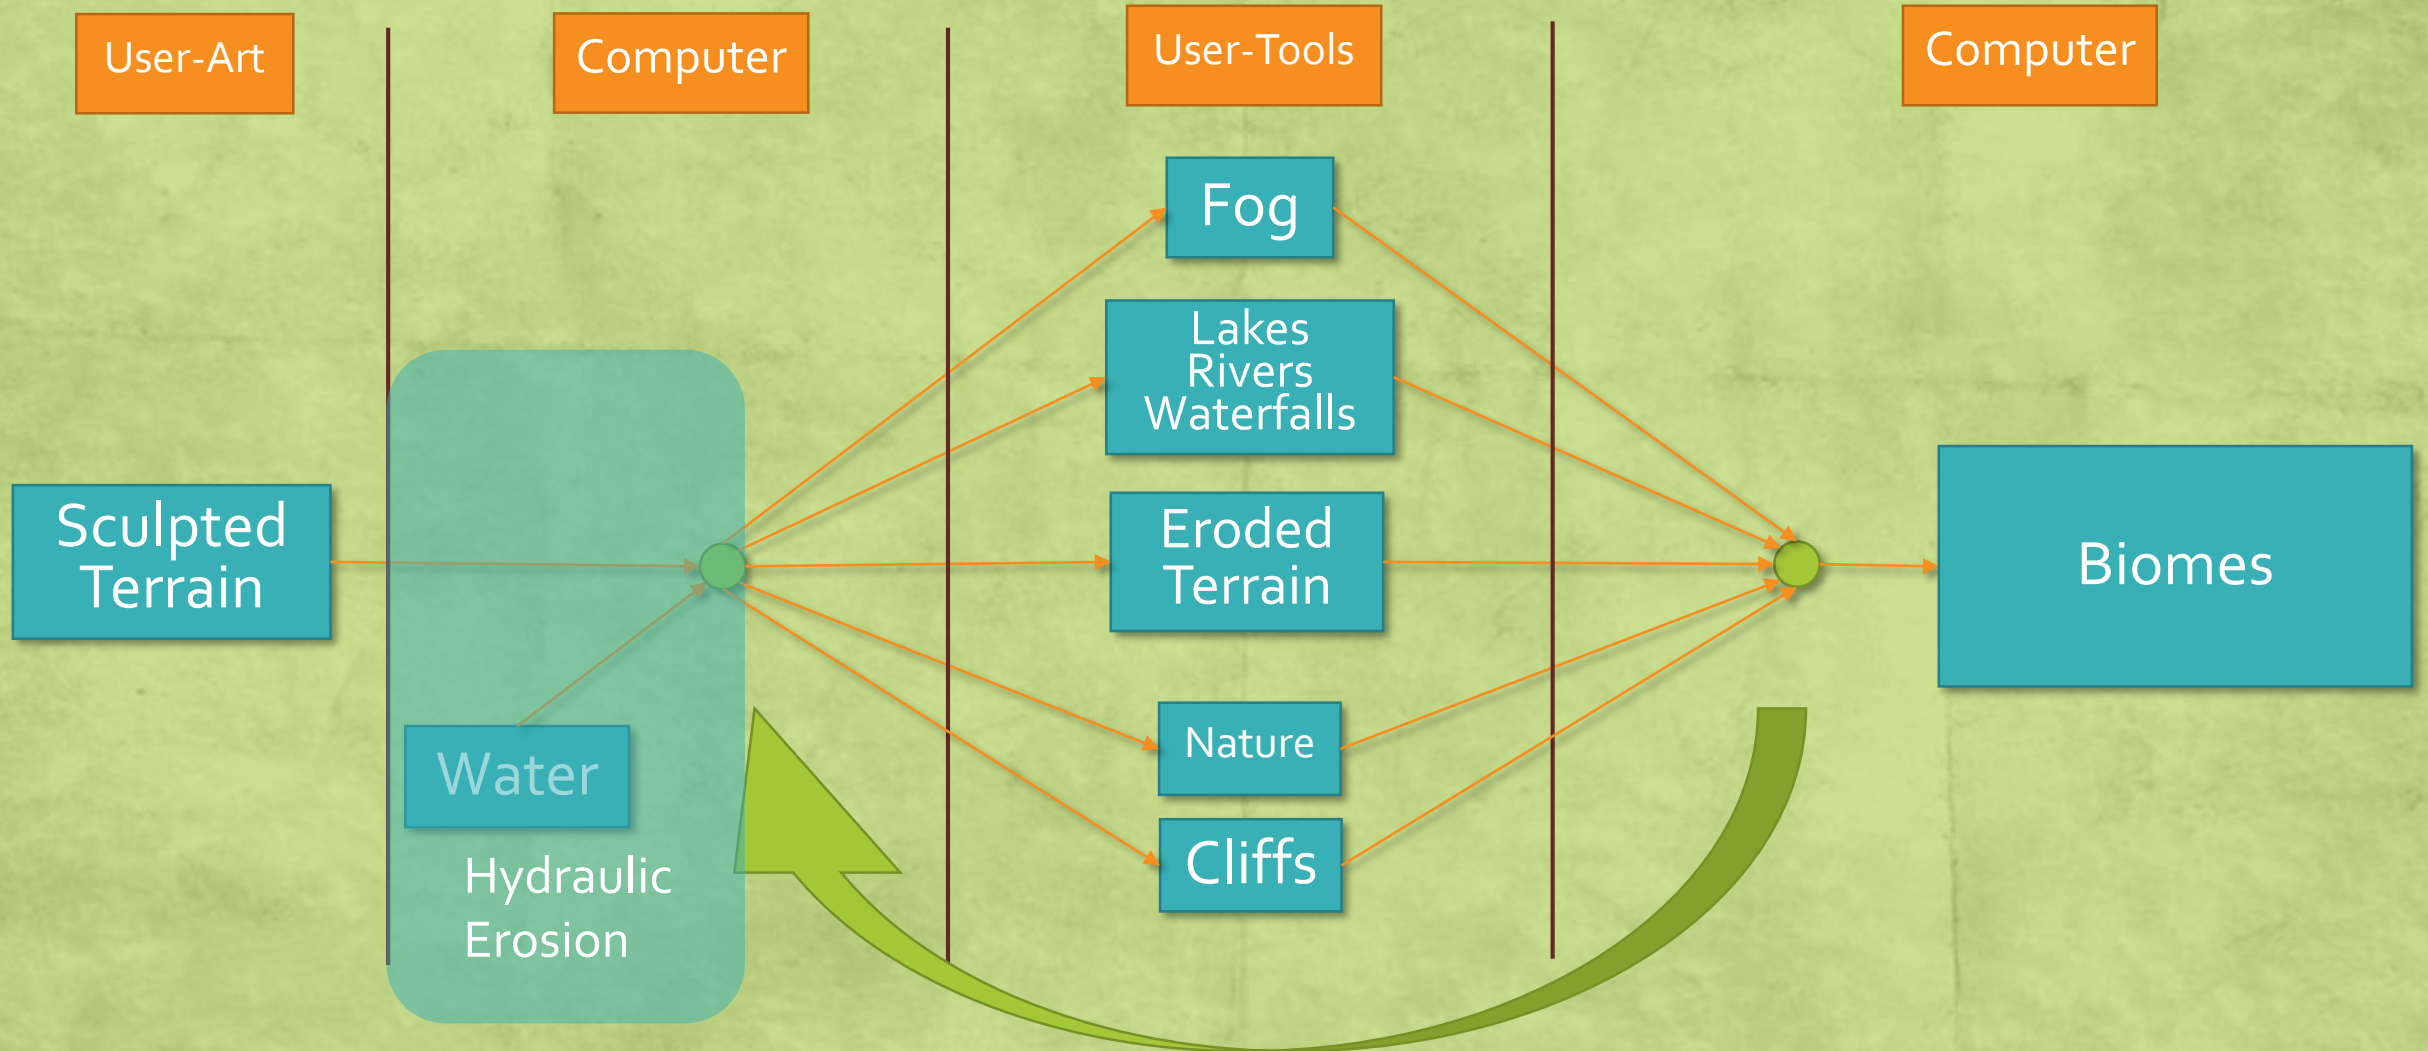 User-Art
Computer
User-Tools
Computer
Fog
Lakes
Rivers
Waterfalls
Sculpted
Terrain
Eroded
Terrain
Biomes
Water
Nature
Hydraulic
Erosion
Cliffs